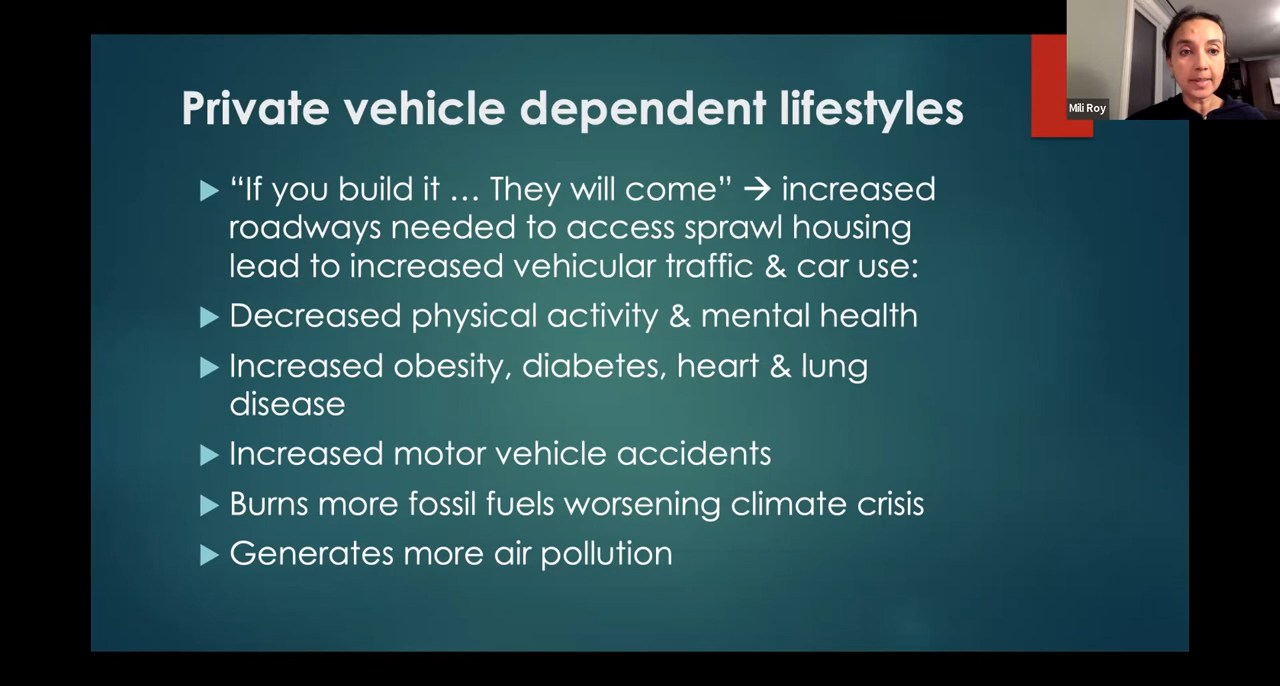 Private vehicle dependent lifestyles
“If you build it … They will come” → increased
roadways needed to access sprawl housing
lead to increased vehicular traffic & car use:
Decreased physical activity & mental health
Increased obesity, diabetes, heart & lung
disease
Increased motor vehicle accidents
Burns more fossil fuels worsening climate crisis
Generates more air pollution
Mili Roy